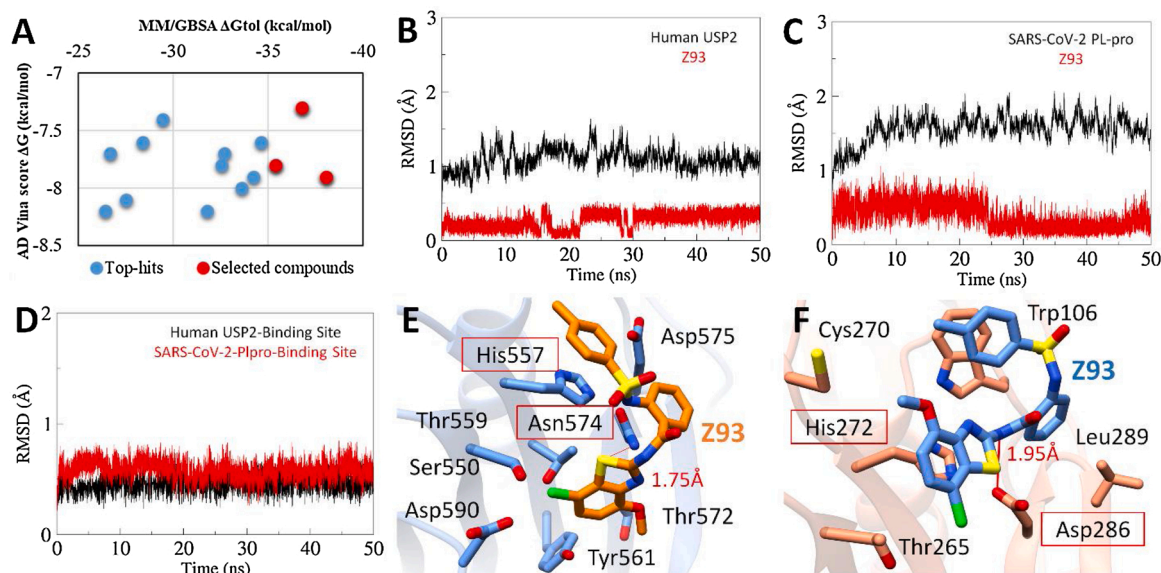 A
MM/GBSA ΔGtol (kcal/mol)
-25 -30 -35 -40
AD Vina score ΔG (kcal/mol)
-7
-7.5
-8
-8.5
Top-hits Selected compounds
B
Human USP2
Z93
RMSD (Å)
3
2
1
0
0 10 20 30 40 50
Time (ns)
C
SARS-CoV-2 PL-pro
Z93
RMSD (Å)
3
2
1
0
0 10 20 30 40 50
Time (ns)
D
Human USP2-Binding Site
SARS-CoV-2-Plpro-Binding Site
RMSD (Å)
2
1
0
0 10 20 30 40 50
Time (ns)
E
Asp575
His557
Asn574
Thr559
Z93
Ser550
1.75Å
Asp590
Thr572
Tyr561
F
Trp106
Cys270
Z93
His272
Leu289
1.95Å
Asp286
Thr265